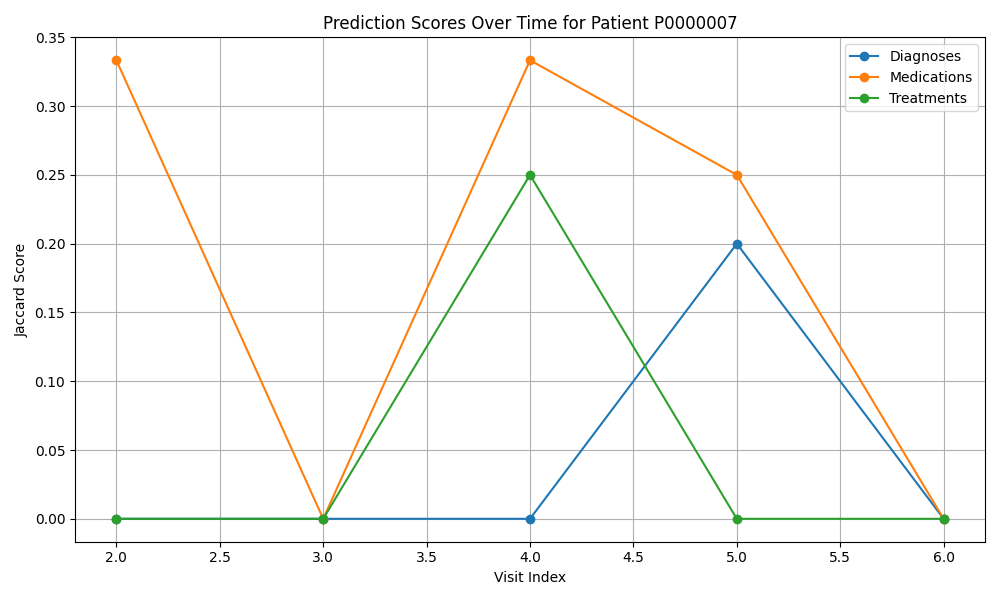 Prediction Scores Over Time for Patient P0000007
Diagnoses
Medications
Treatments
0.35
0.30
0.25
0.20
0.15
0.10
0.05
0.00
Jaccard Score
2.0 2.5 3.0 3.5 4.0 4.5 5.0 5.5 6.0
Visit Index